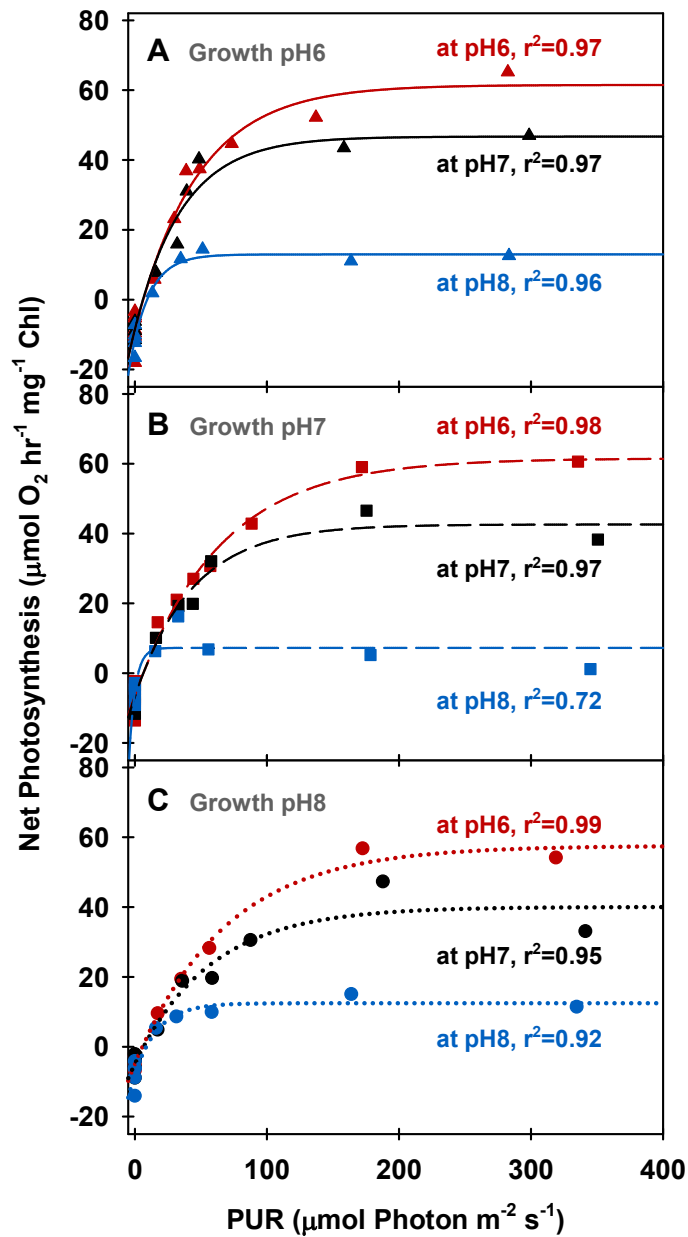 Net Photosynthesis (μmol O₂ hr⁻¹ mg⁻¹ Chl)
A Growth pH6
at pH6, r²=0.97
at pH7, r²=0.97
at pH8, r²=0.96
80
60
40
20
0
-20
B Growth pH7
at pH6, r²=0.98
at pH7, r²=0.97
at pH8, r²=0.72
80
60
40
20
0
-20
C Growth pH8
at pH6, r²=0.99
at pH7, r²=0.95
at pH8, r²=0.92
80
60
40
20
0
-20
0 100 200 300 400
PUR (μmol Photon m⁻² s⁻¹)